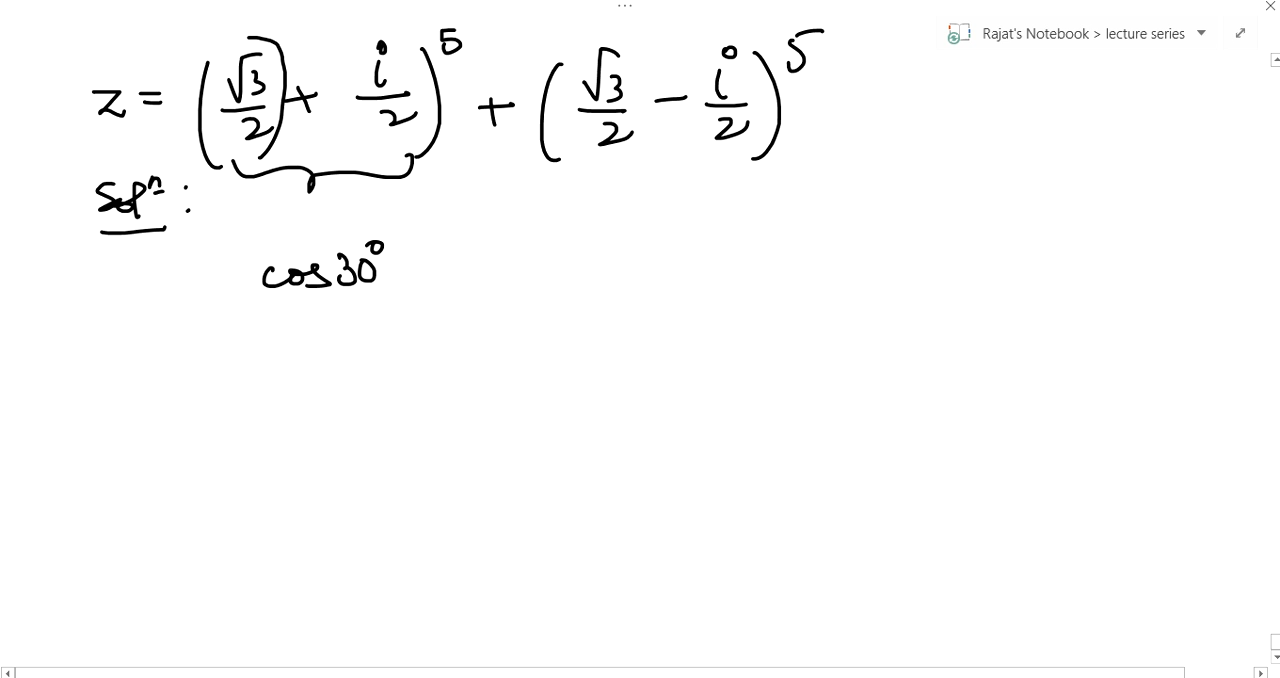 Rajat's Notebook > lecture series
z = (√3/2) + i/2)^5 + (√3/2 - i/2)^5
Solⁿ :
cos30°